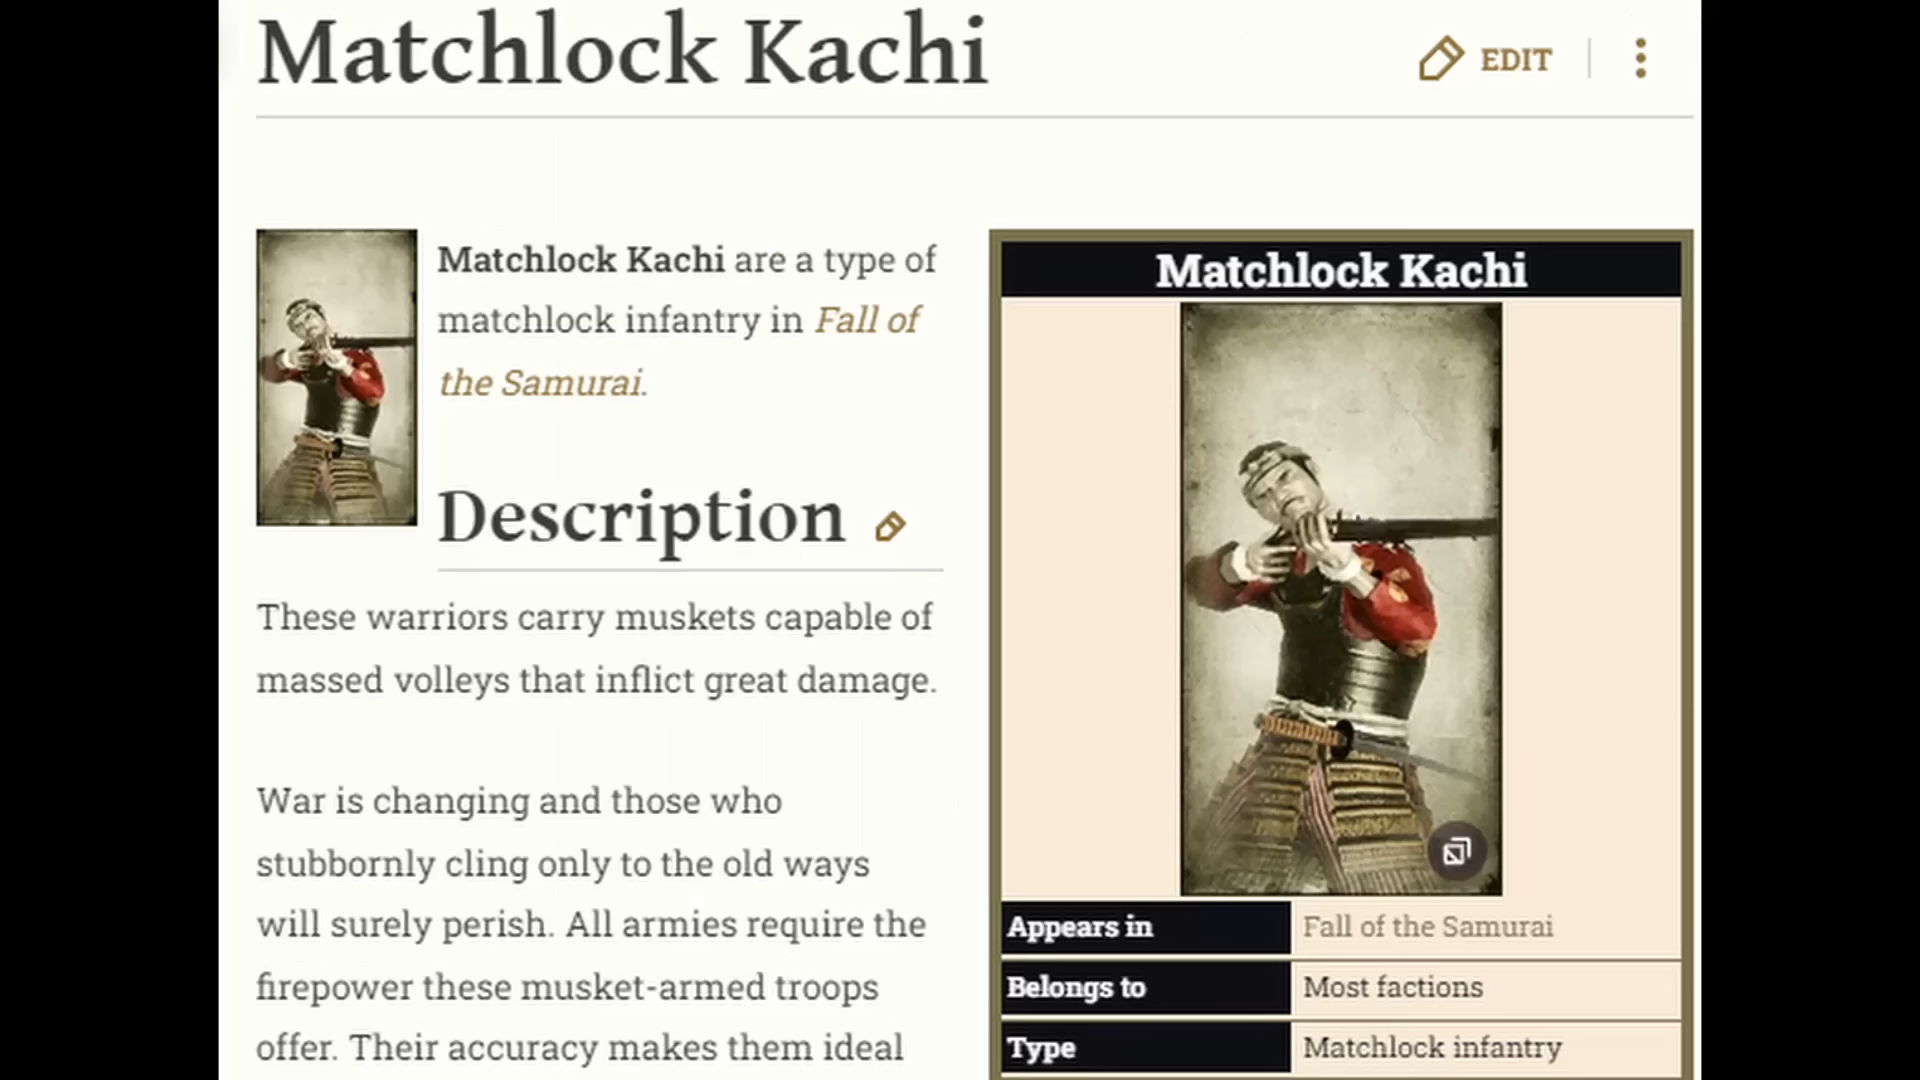 Matchlock Kachi
EDIT
Matchlock Kachi are a type of
matchlock infantry in Fall of
the Samurai.
Description
These warriors carry muskets capable of
massed volleys that inflict great damage.
War is changing and those who
stubbornly cling only to the old ways
will surely perish. All armies require the
firepower these musket-armed troops
offer. Their accuracy makes them ideal
Matchlock Kachi
Appears in Fall of the Samurai
Belongs to Most factions
Type Matchlock infantry